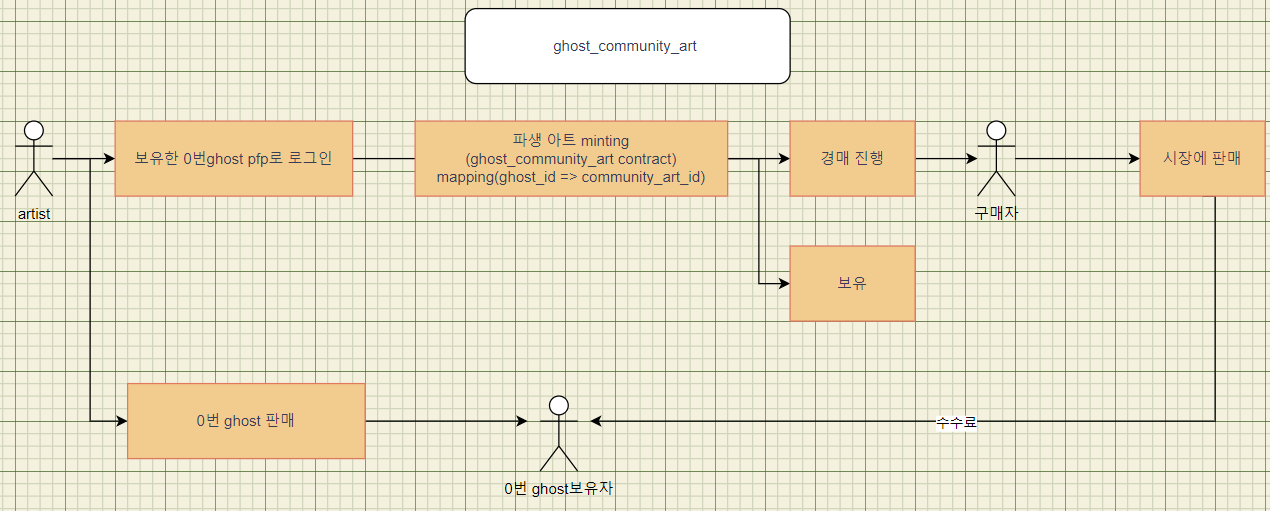 ghost_community_art
보유한 0번ghost pfp로 로그인
파생 아트 minting
(ghost_community_art contract)
mapping(ghost_id => community_art_id)
경매 진행
시장에 판매
artist
구매자
보유
0번 ghost 판매
수수료
0번 ghost보유자